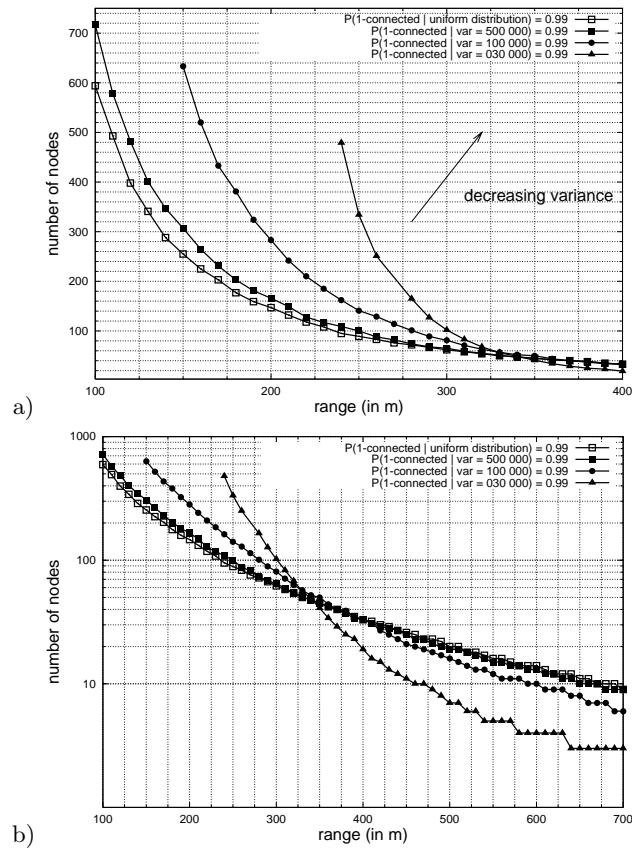 700
600
500
400
300
200
100
number of nodes
P(1-connected | uniform distribution) = 0.99
P(1-connected | var = 500 000) = 0.99
P(1-connected | var = 100 000) = 0.99
P(1-connected | var = 030 000) = 0.99
decreasing variance
100 200 300 400
range (in m)
a)
1000
100
10
number of nodes
P(1-connected | uniform distribution) = 0.99
P(1-connected | var = 500 000) = 0.99
P(1-connected | var = 100 000) = 0.99
P(1-connected | var = 030 000) = 0.99
100 200 300 400 500 600 700
range (in m)
b)